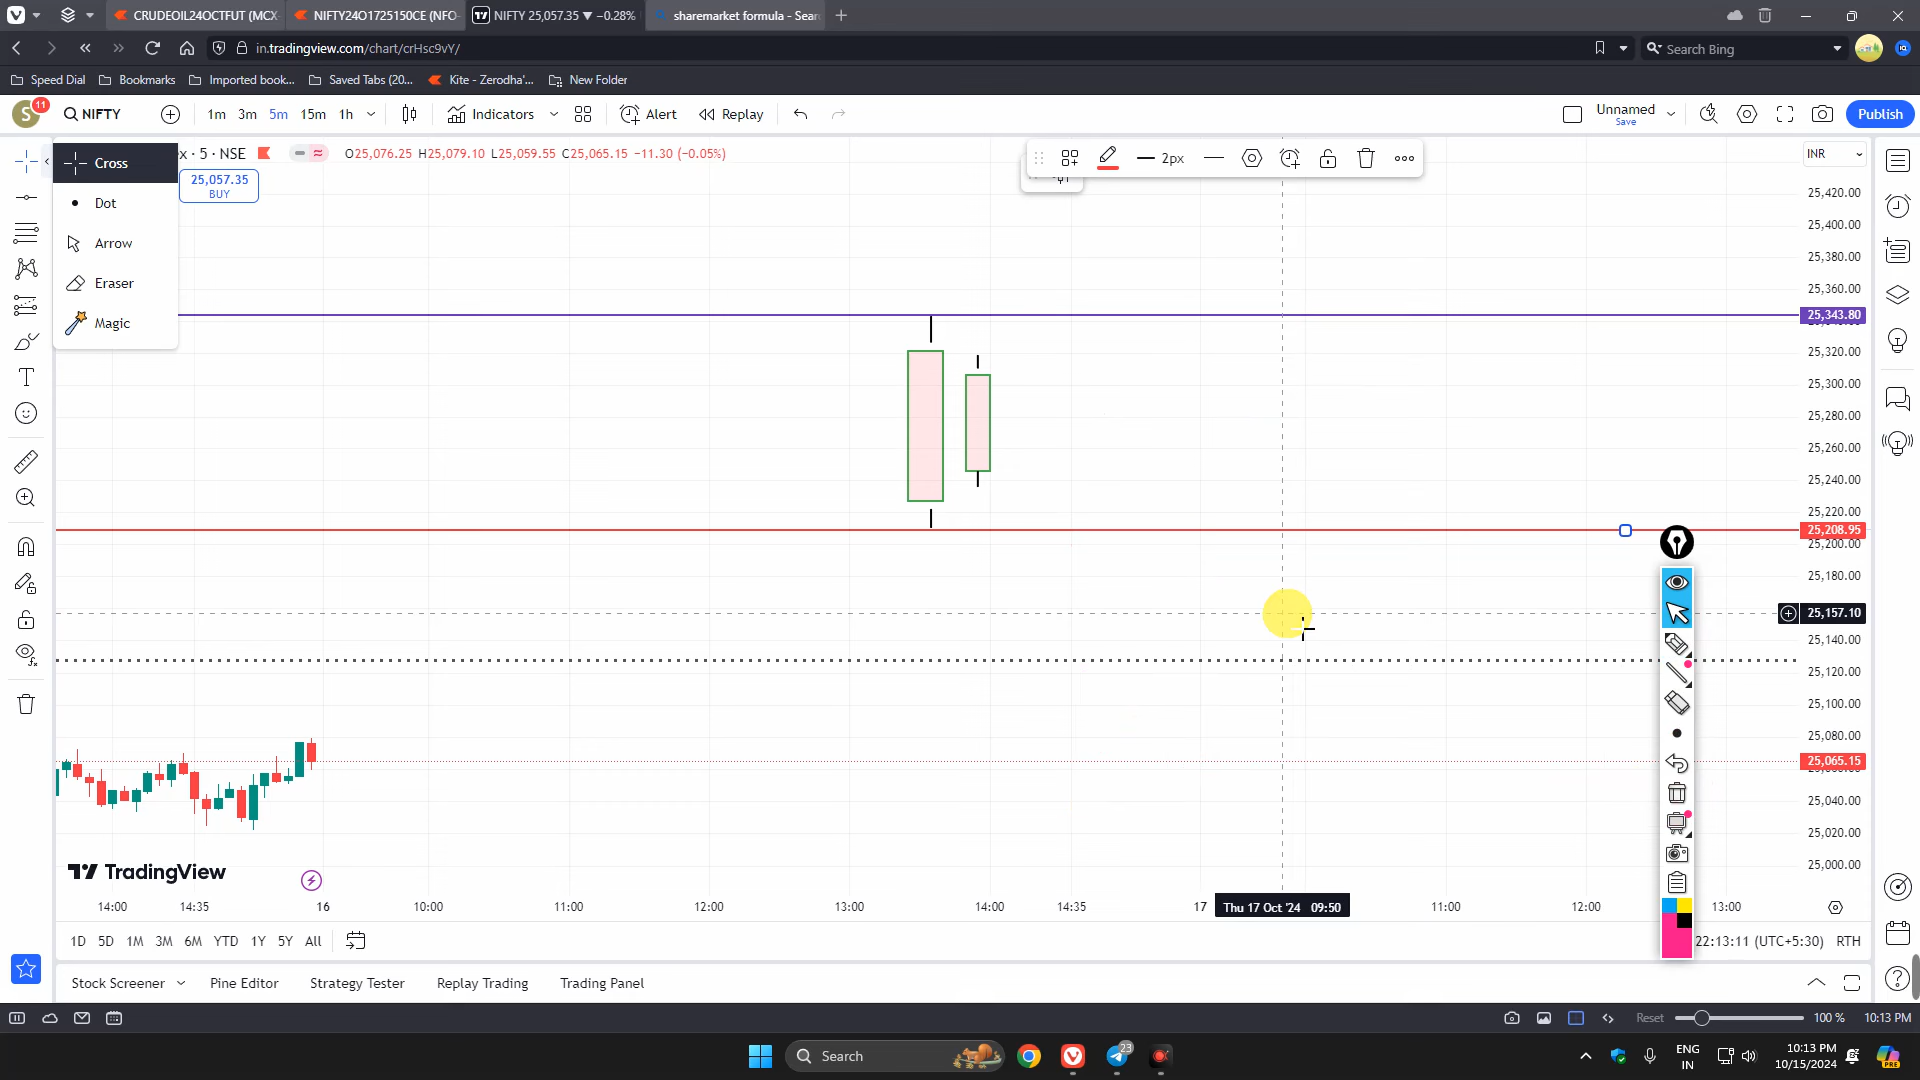 CRUDEOIL24OCTFUT (MCX-
NIFTY24O1725150CE (NFO-
NIFTY 25,057.35 ▼ −0.28%
sharemarket formula - Sear
in.tradingview.com/chart/crHsc9vY/
Search Bing
Speed Dial
Bookmarks
Imported book...
Saved Tabs (20...
Kite - Zerodha'...
New Folder
S
11
NIFTY
1m
3m
5m
15m
1h
Indicators
Alert
Replay
Unnamed
Save
Publish
Cross
Dot
Arrow
Eraser
Magic
x · 5 · NSE
O25,076.25 H25,079.10 L25,059.55 C25,065.15 −11.30 (−0.05%)
25,057.35
BUY
2px
INR
25,420.00
25,400.00
25,380.00
25,360.00
25,343.80
25,320.00
25,300.00
25,280.00
25,260.00
25,240.00
25,220.00
25,208.95
25,200.00
25,180.00
25,157.10
25,140.00
25,120.00
25,100.00
25,080.00
25,065.15
25,040.00
25,020.00
25,000.00
TradingView
14:00
14:35
16
10:00
11:00
12:00
13:00
14:00
14:35
17
Thu 17 Oct '24 09:50
11:00
12:00
13:00
1D
5D
1M
3M
6M
YTD
1Y
5Y
All
22:13:11 (UTC+5:30)
RTH
Stock Screener
Pine Editor
Strategy Tester
Replay Trading
Trading Panel
Reset
100 %
10:13 PM
Search
23
ENG
IN
10:13 PM
10/15/2024
PRE